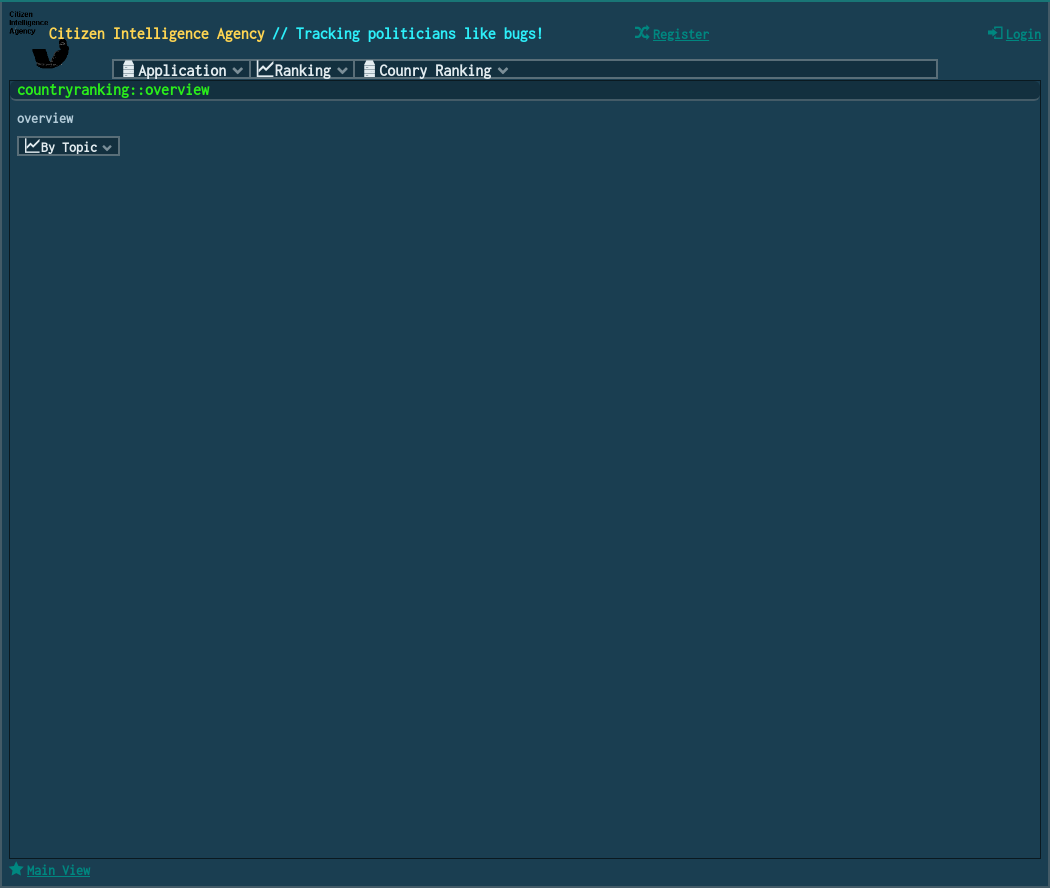 Citizen
Intelligence
Agency
Citizen Intelligence Agency // Tracking politicians like bugs!
Register
Login
Application
Ranking
Counry Ranking
countryranking::overview
overview
By Topic
Main View